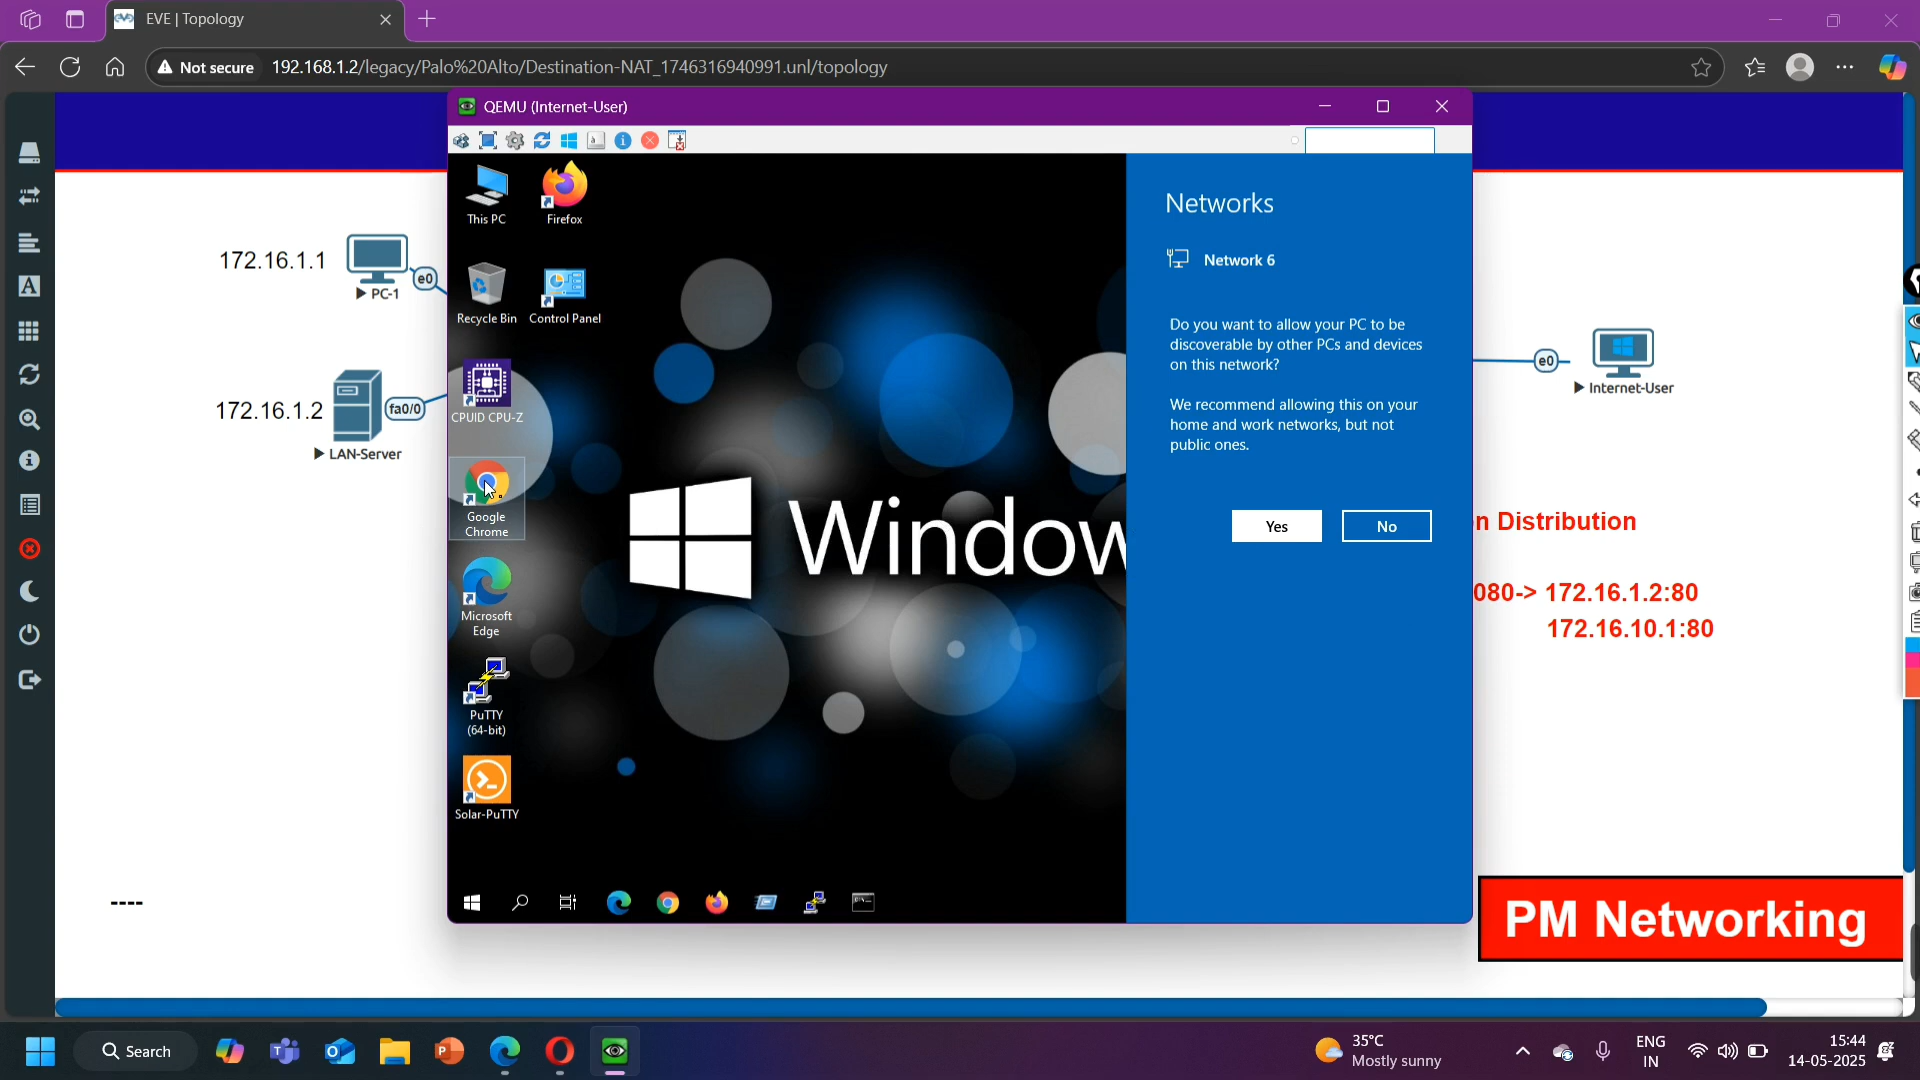 EVE | Topology
Not secure
192.168.1.2/legacy/Palo%20Alto/Destination-NAT_1746316940991.unl/topology
QEMU (Internet-User)
This PC
Firefox
Recycle Bin
Control Panel
CPUID CPU-Z
Google
Chrome
Microsoft
Edge
PuTTY
(64-bit)
Solar-PuTTY
Window
Networks
Network 6
Do you want to allow your PC to be
discoverable by other PCs and devices
on this network?
We recommend allowing this on your
home and work networks, but not
public ones.
Yes
No
172.16.1.1
e0
PC-1
172.16.1.2
fa0/0
LAN-Server
e0
Internet-User
n Distribution
080-> 172.16.1.2:80
172.16.10.1:80
----
PM Networking
Search
35°C
Mostly sunny
ENG
IN
15:44
14-05-2025